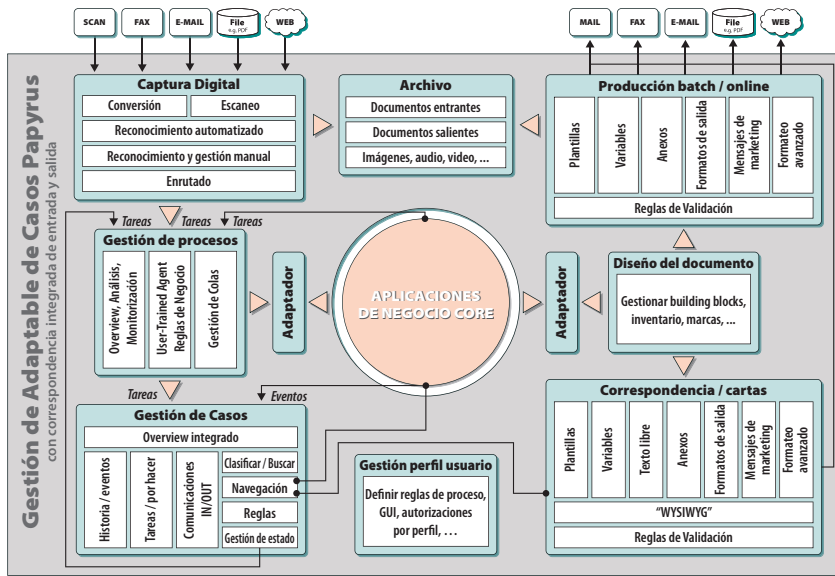 SCAN
FAX
E-MAIL
File
e.g. PDF
WEB
MAIL
FAX
E-MAIL
File
e.g. PDF
WEB
Gestión de Adaptable de Casos Papyrus
con correspondencia integrada de entrada y salida
Captura Digital
Conversión
Escaneo
Reconocimiento automatizado
Reconocimiento y gestión manual
Enrutado
Archivo
Documentos entrantes
Documentos salientes
Imágenes, audio, video, ...
Producción batch / online
Plantillas
Variables
Anexos
Formatos de salida
Mensajes de
marketing
Formateo
avanzado
Reglas de Validación
Tareas
Tareas
Tareas
Gestión de procesos
Overview, Análisis,
Monitorización
User-Trained Agent
Reglas de Negocio
Gestión de Colas
Adaptador
APLICACIONES
DE NEGOCIO CORE
Adaptador
Diseño del documento
Gestionar building blocks,
inventario, marcas, ...
Tareas
Eventos
Gestión de Casos
Overview integrado
Historia / eventos
Tareas / por hacer
Comunicaciones
IN/OUT
Clasificar / Buscar
Navegación
Reglas
Gestión de estado
Gestión perfil usuario
Definir reglas de proceso,
GUI, autorizaciones
por perfil, . . .
Correspondencia / cartas
Plantillas
Variables
Texto libre
Anexos
Formatos de salida
Mensajes de
marketing
Formateo
avanzado
“WYSIWYG”
Reglas de Validación